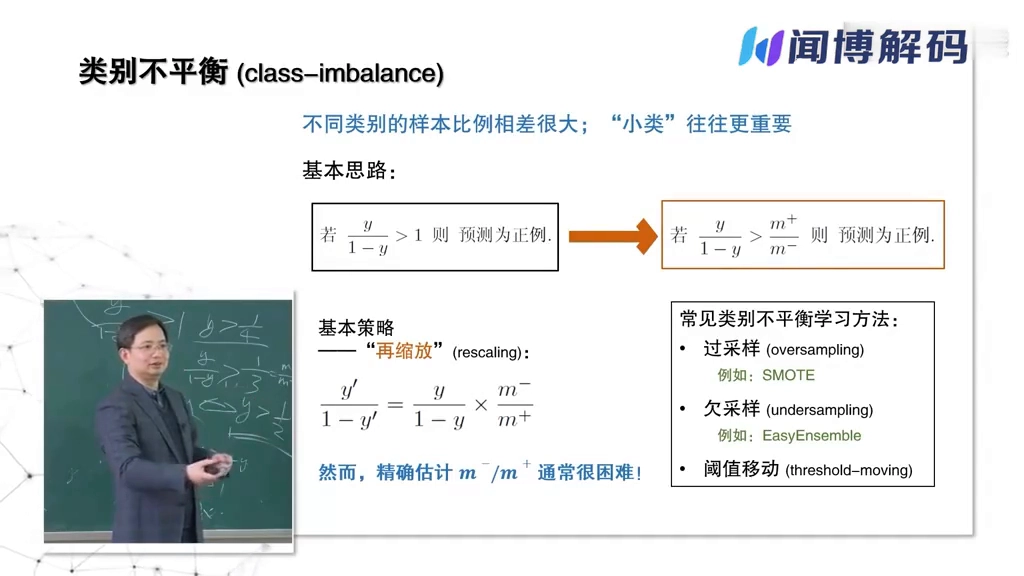 闻博解码
类别不平衡 (class-imbalance)
不同类别的样本比例相差很大；“小类”往往更重要
基本思路：
若 y/(1−y) > 1 则 预测为正例.
若 y/(1−y) > m⁺/m⁻ 则 预测为正例.
基本策略
——“再缩放”(rescaling)：
y′/(1−y′) = y/(1−y) × m⁻/m⁺
然而，精确估计 m⁻/m⁺ 通常很困难！
常见类别不平衡学习方法：
• 过采样 (oversampling)
例如：SMOTE
• 欠采样 (undersampling)
例如：EasyEnsemble
• 阈值移动 (threshold-moving)
y > 1/4